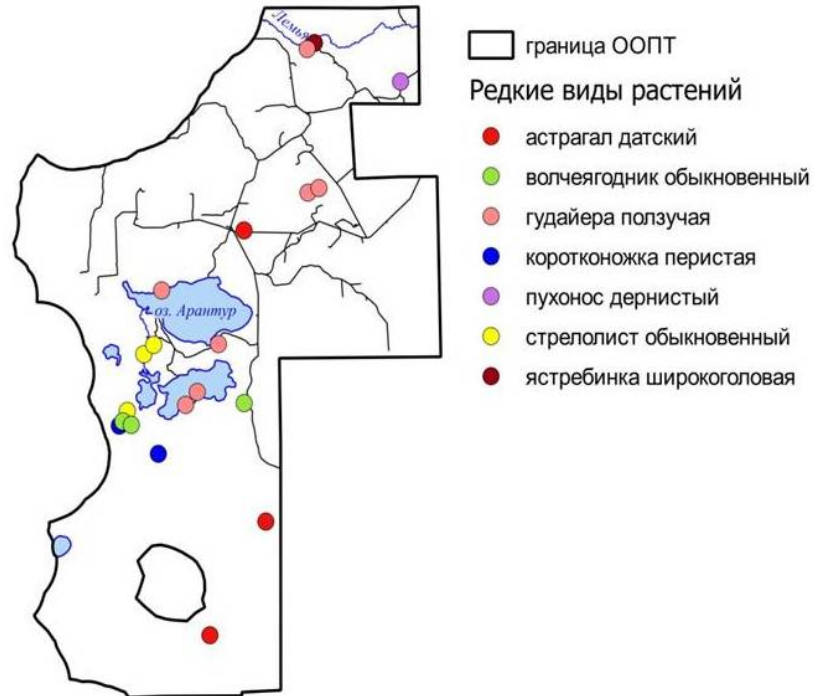 Лемья
граница ООПТ
Редкие виды растений
астрагал датский
волчеягодник обыкновенный
гудайера ползучая
оз. Арантур
коротконожка перистая
пухонос дернистый
стрелолист обыкновенный
ястребинка широкоголовая